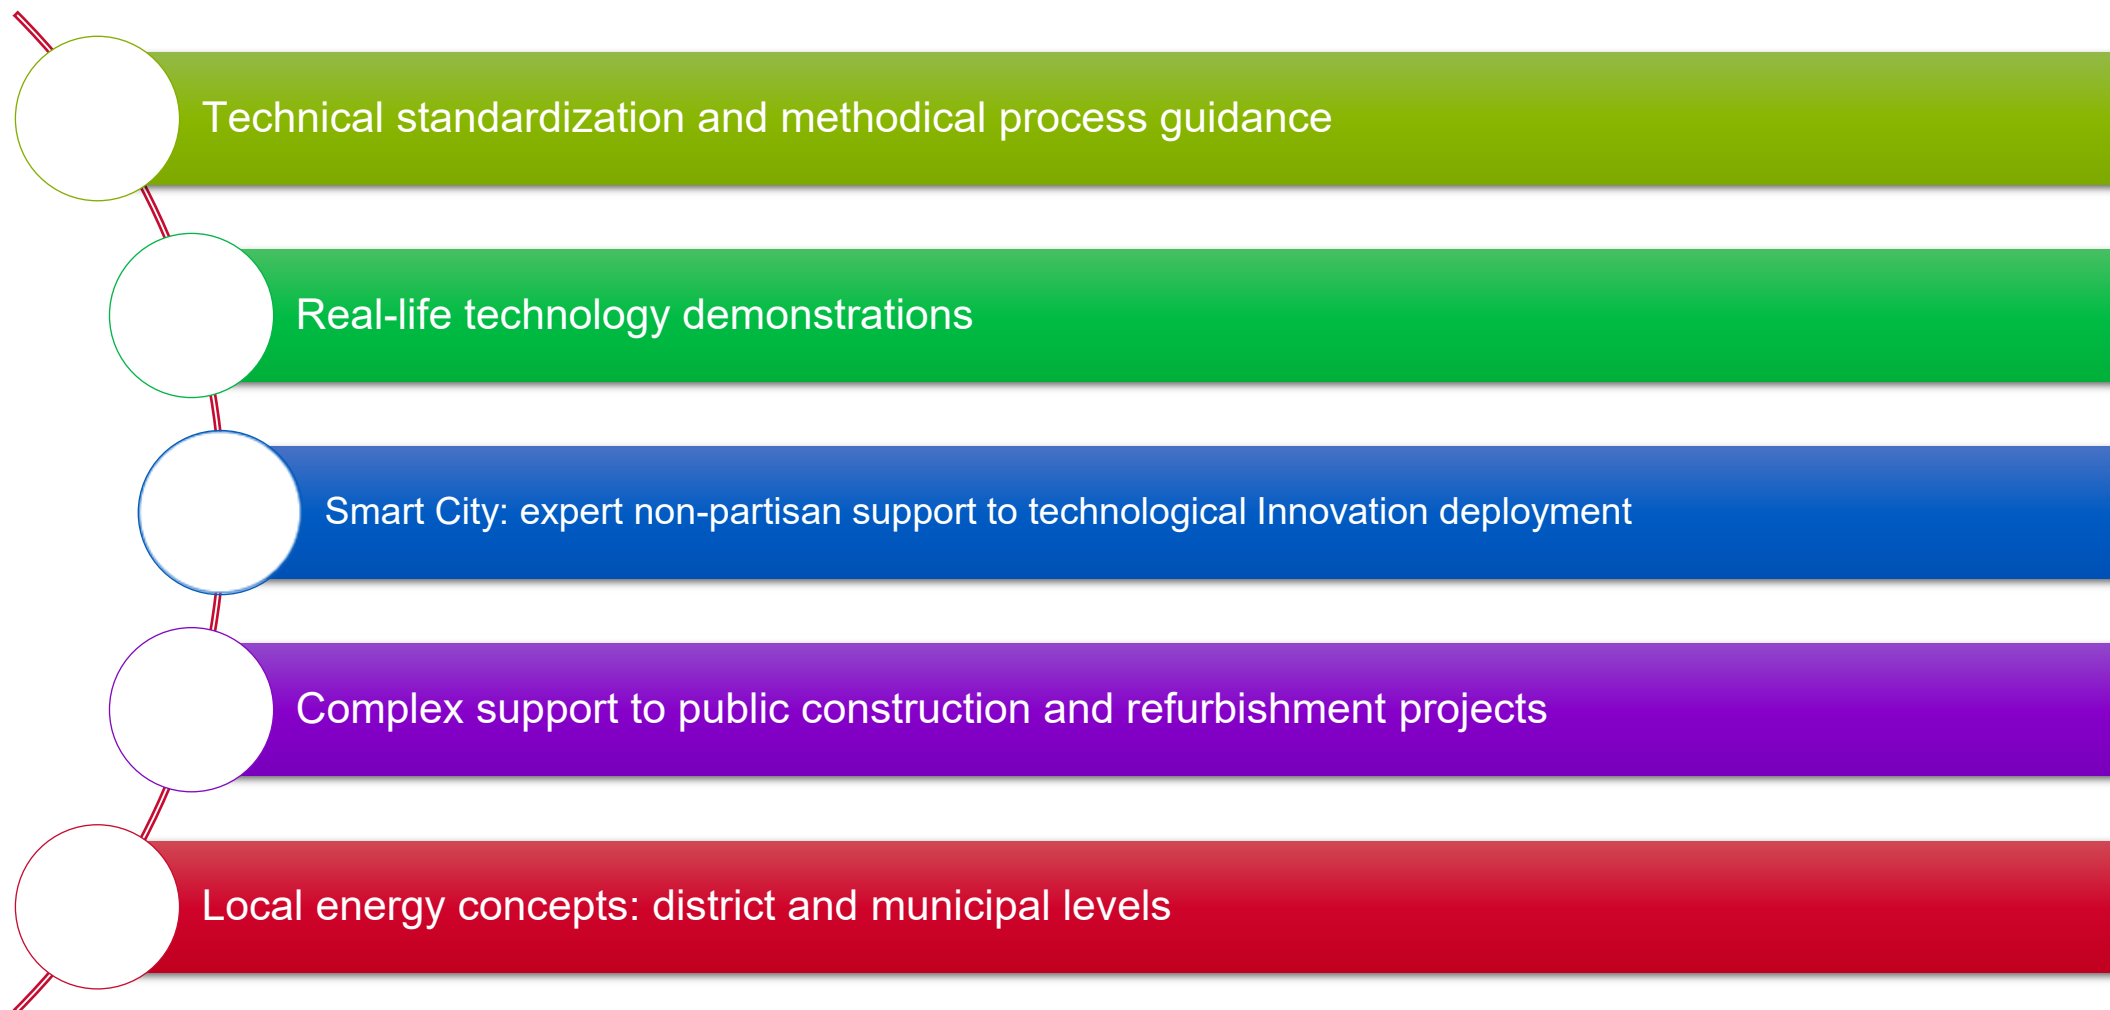 Technical standardization and methodical process guidance
Real-life technology demonstrations
Smart City: expert non-partisan support to technological Innovation deployment
Complex support to public construction and refurbishment projects
Local energy concepts: district and municipal levels